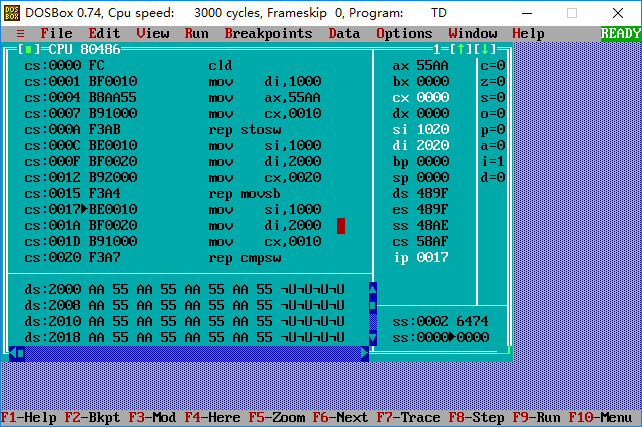 DOSBox 0.74, Cpu speed: 3000 cycles, Frameskip 0, Program: TD
≡ File Edit View Run Breakpoints Data Options Window Help READY
[■]=CPU 80486 1=[↑][↓]
cs:0000 FC cld ax 55AA c=0
cs:0001 BF0010 mov di,1000 bx 0000 z=0
cs:0004 B8AA55 mov ax,55AA cx 0000 s=0
cs:0007 B91000 mov cx,0010 dx 0000 o=0
cs:000A F3AB rep stosw si 1020 p=0
cs:000C BE0010 mov si,1000 di 2020 a=0
cs:000F BF0020 mov di,2000 bp 0000 i=1
cs:0012 B92000 mov cx,0020 sp 0000 d=0
cs:0015 F3A4 rep movsb ds 489F
cs:0017►BE0010 mov si,1000 es 489F
cs:001A BF0020 mov di,2000 ss 48AE
cs:001D B91000 mov cx,0010 cs 58AF
cs:0020 F3A7 rep cmpsw ip 0017
ds:2000 AA 55 AA 55 AA 55 AA 55 ¬U¬U¬U¬U
ds:2008 AA 55 AA 55 AA 55 AA 55 ¬U¬U¬U¬U
ds:2010 AA 55 AA 55 AA 55 AA 55 ¬U¬U¬U¬U ss:0002 6474
ds:2018 AA 55 AA 55 AA 55 AA 55 ¬U¬U¬U¬U ss:0000►0000
F1-Help F2-Bkpt F3-Mod F4-Here F5-Zoom F6-Next F7-Trace F8-Step F9-Run F10-Menu